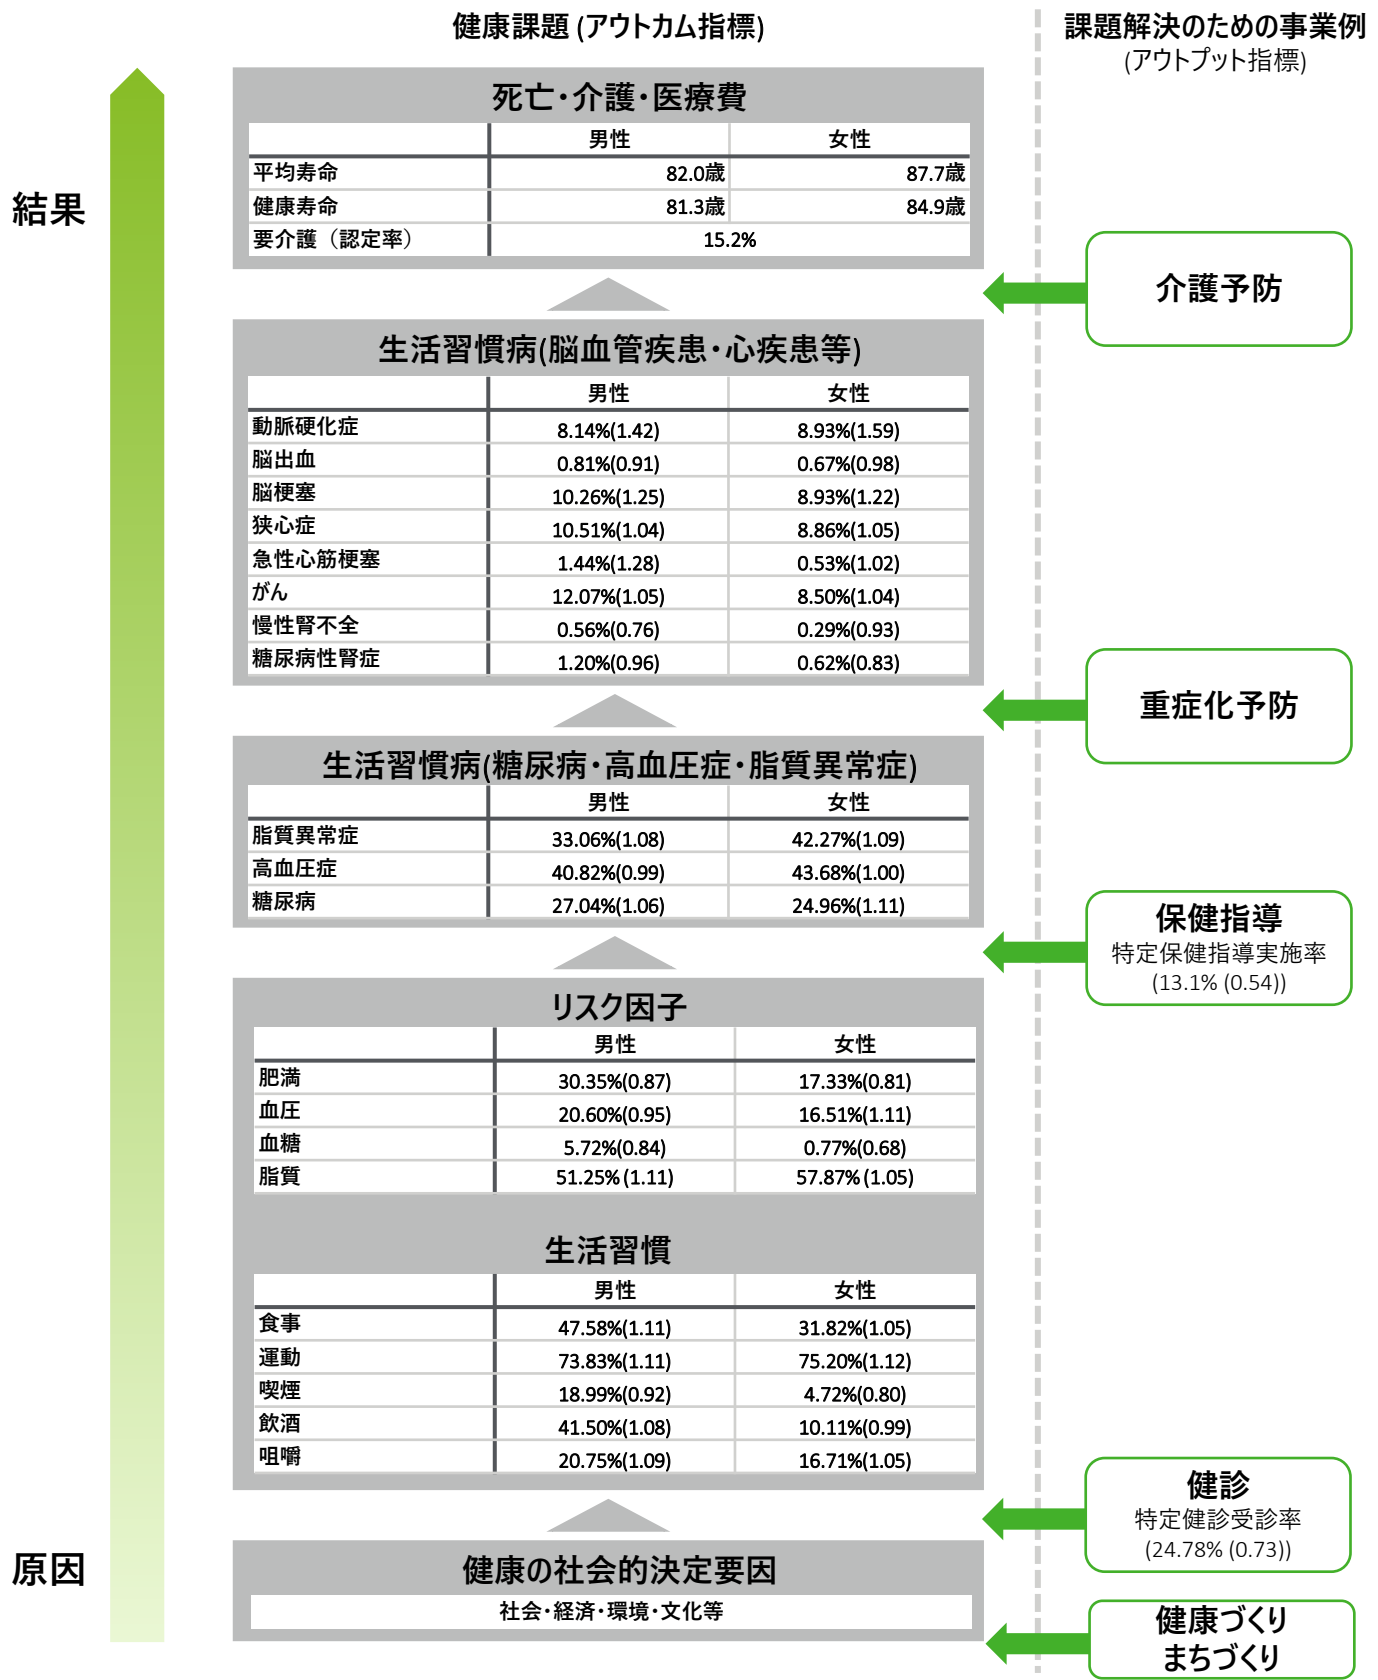 健康課題 (アウトカム指標)
課題解決のための事業例
(アウトプット指標)
結果
死亡・介護・医療費
男性 女性
平均寿命 82.0歳 87.7歳
健康寿命 81.3歳 84.9歳
要介護（認定率） 15.2%
介護予防
生活習慣病(脳血管疾患・心疾患等)
男性 女性
動脈硬化症 8.14%(1.42) 8.93%(1.59)
脳出血 0.81%(0.91) 0.67%(0.98)
脳梗塞 10.26%(1.25) 8.93%(1.22)
狭心症 10.51%(1.04) 8.86%(1.05)
急性心筋梗塞 1.44%(1.28) 0.53%(1.02)
がん 12.07%(1.05) 8.50%(1.04)
慢性腎不全 0.56%(0.76) 0.29%(0.93)
糖尿病性腎症 1.20%(0.96) 0.62%(0.83)
重症化予防
生活習慣病(糖尿病・高血圧症・脂質異常症)
男性 女性
脂質異常症 33.06%(1.08) 42.27%(1.09)
高血圧症 40.82%(0.99) 43.68%(1.00)
糖尿病 27.04%(1.06) 24.96%(1.11)
保健指導
特定保健指導実施率
(13.1% (0.54))
リスク因子
男性 女性
肥満 30.35%(0.87) 17.33%(0.81)
血圧 20.60%(0.95) 16.51%(1.11)
血糖 5.72%(0.84) 0.77%(0.68)
脂質 51.25% (1.11) 57.87% (1.05)
生活習慣
男性 女性
食事 47.58%(1.11) 31.82%(1.05)
運動 73.83%(1.11) 75.20%(1.12)
喫煙 18.99%(0.92) 4.72%(0.80)
飲酒 41.50%(1.08) 10.11%(0.99)
咀嚼 20.75%(1.09) 16.71%(1.05)
健診
特定健診受診率
(24.78% (0.73))
原因
健康の社会的決定要因
社会・経済・環境・文化等
健康づくり
まちづくり